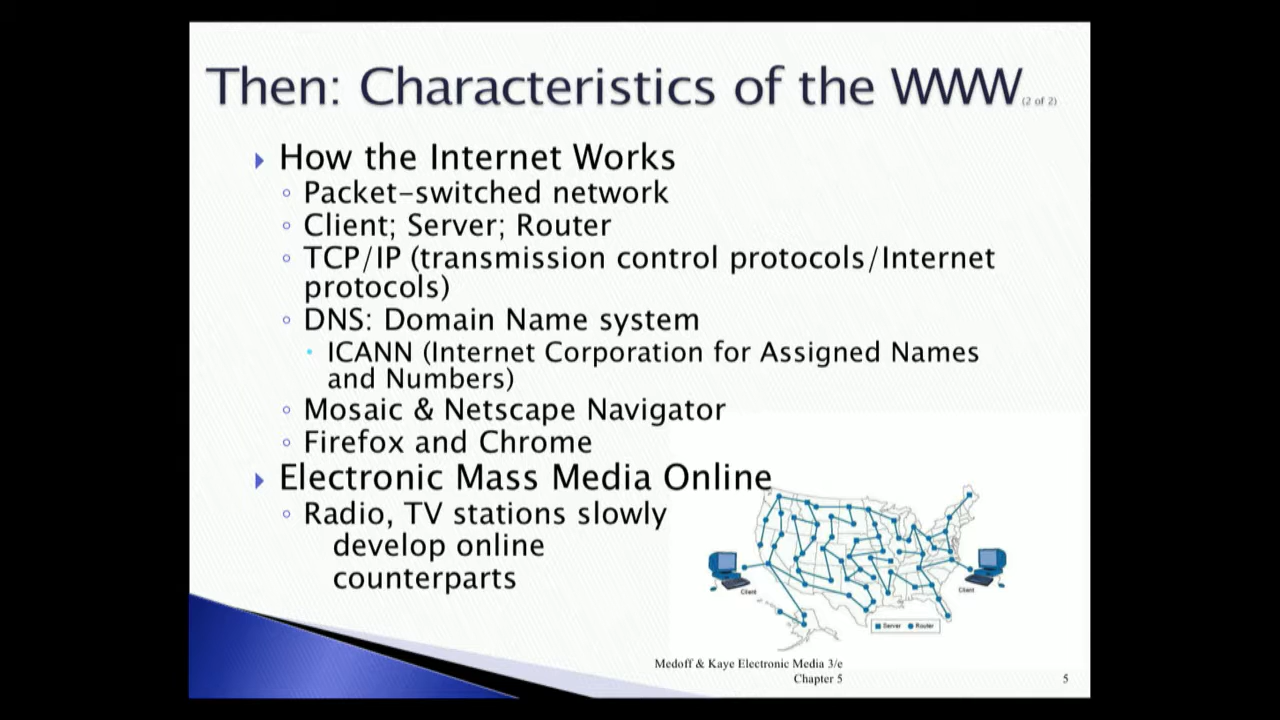 Then: Characteristics of the WWW (2 of 2)
How the Internet Works
Packet-switched network
Client; Server; Router
TCP/IP (transmission control protocols/Internet
protocols)
DNS: Domain Name system
ICANN (Internet Corporation for Assigned Names
and Numbers)
Mosaic & Netscape Navigator
Firefox and Chrome
Electronic Mass Media Online
Radio, TV stations slowly
develop online
counterparts
Client
Client
Server Router
Medoff & Kaye Electronic Media 3/e
Chapter 5
5